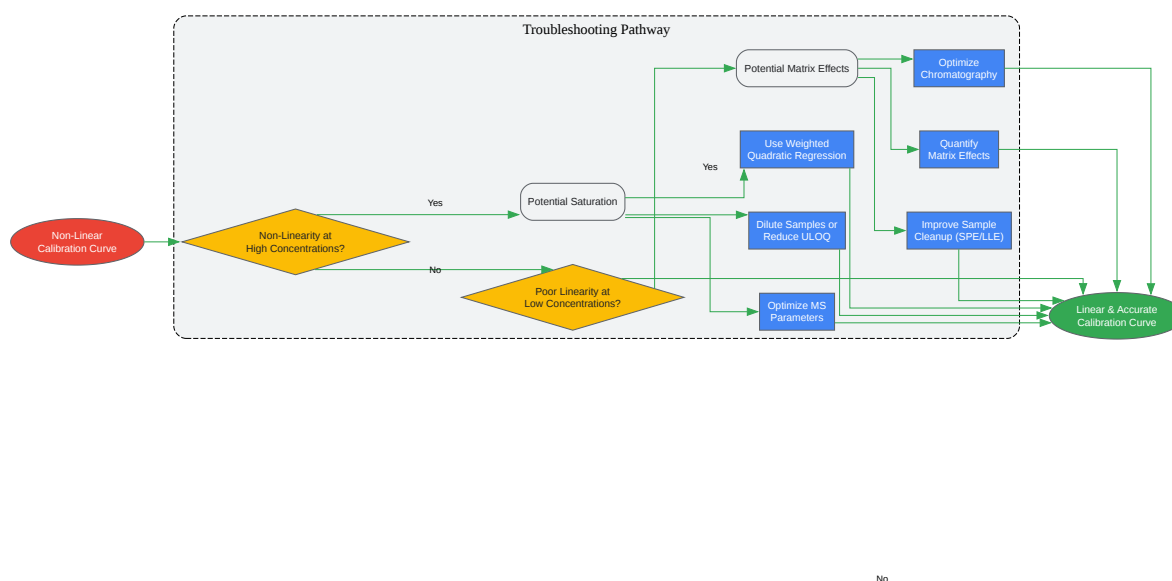 Troubleshooting Pathway
Non-Linear
Calibration Curve
Non-Linearity at
High Concentrations?
Yes
No
Potential Saturation
Poor Linearity at
Low Concentrations?
Yes
Potential Matrix Effects
Use Weighted
Quadratic Regression
Dilute Samples or
Reduce ULOQ
Optimize MS
Parameters
Optimize
Chromatography
Quantify
Matrix Effects
Improve Sample
Cleanup (SPE/LLE)
Linear & Accurate
Calibration Curve
No